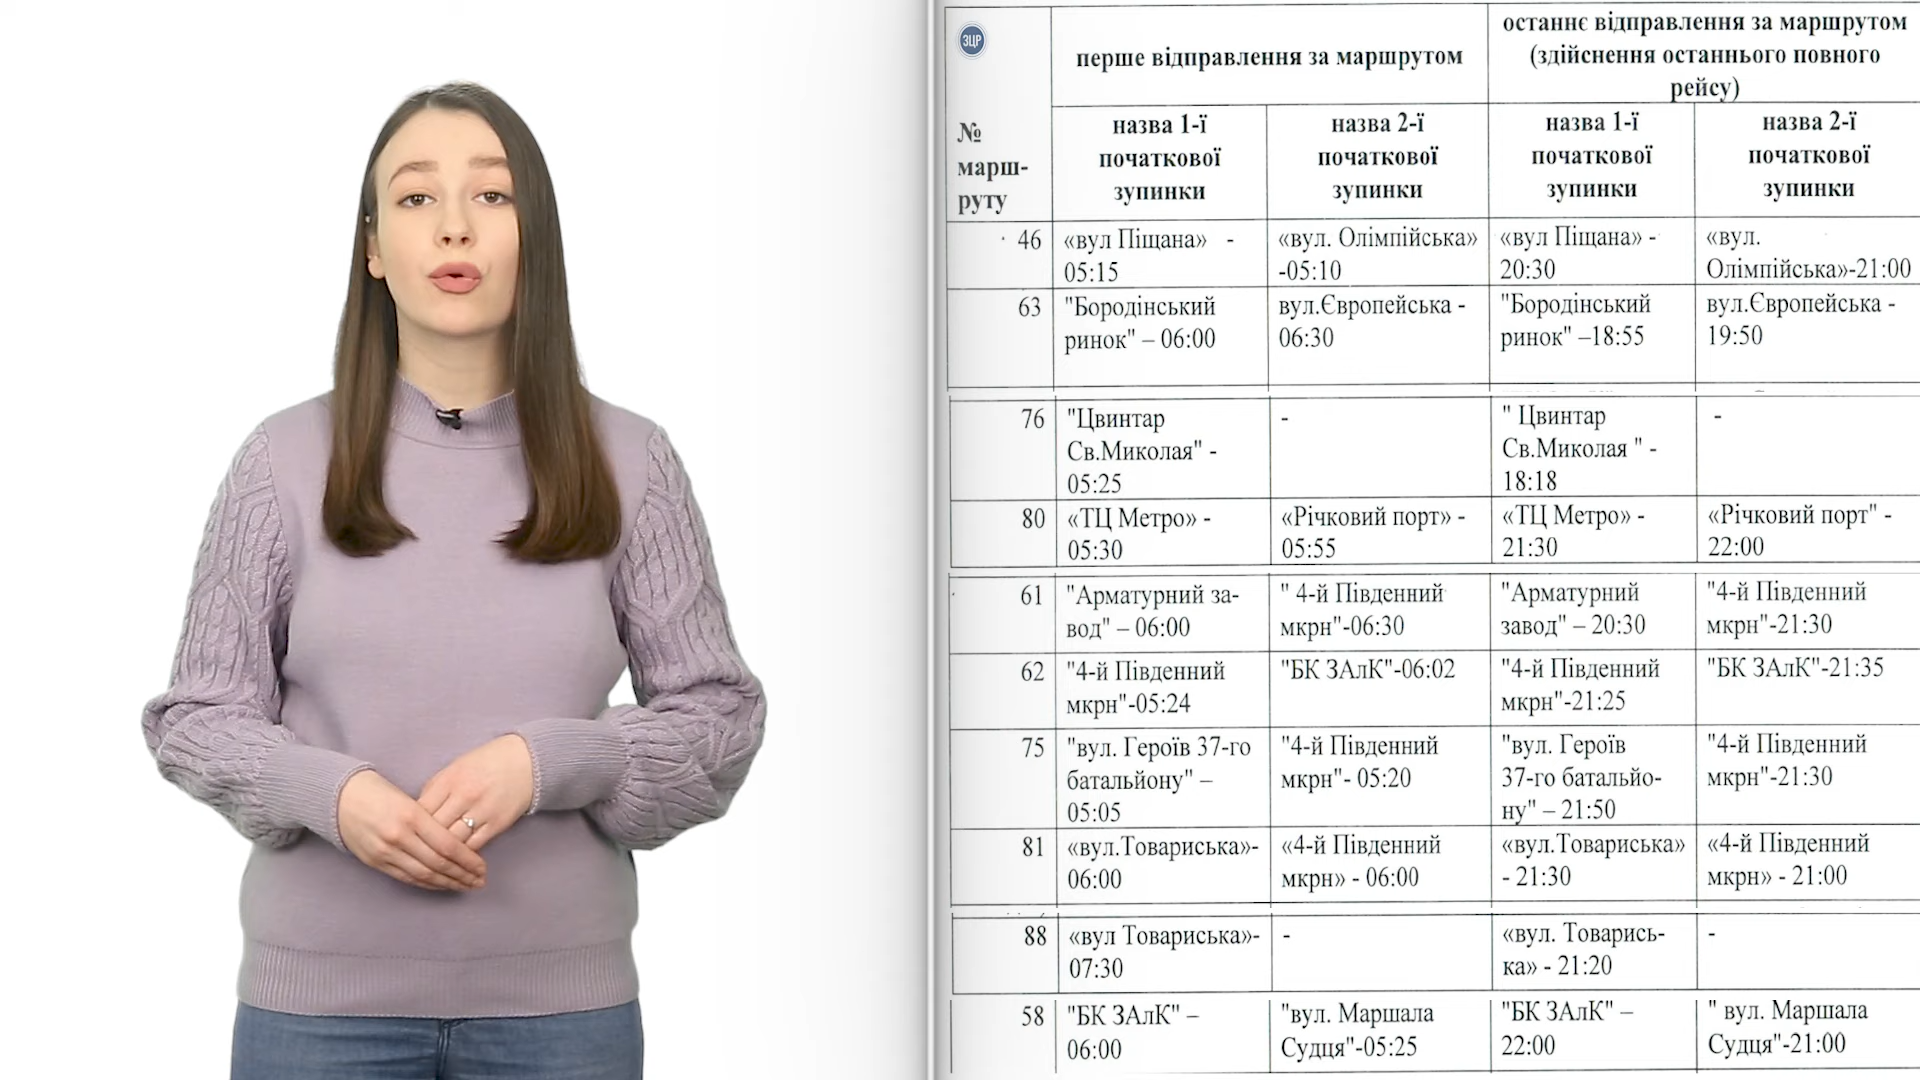 ЗЦР
№
марш-
руту
перше відправлення за маршрутом
останнє відправлення за маршрутом
(здійснення останнього повного
рейсу)
назва 1-ї
початкової
зупинки
назва 2-ї
початкової
зупинки
назва 1-ї
початкової
зупинки
назва 2-ї
початкової
зупинки
46
«вул Піщана» -
05:15
«вул. Олімпійська»
-05:10
«вул Піщана» -
20:30
«вул.
Олімпійська»-21:00
63
"Бородінський
ринок" – 06:00
вул.Європейська -
06:30
"Бородінський
ринок" –18:55
вул.Європейська -
19:50
76
"Цвинтар
Св.Миколая" -
05:25
-
" Цвинтар
Св.Миколая " -
18:18
-
80
«ТЦ Метро» -
05:30
«Річковий порт» -
05:55
«ТЦ Метро» -
21:30
«Річковий порт" -
22:00
61
"Арматурний за-
вод" – 06:00
" 4-й Південний
мкрн"-06:30
"Арматурний
завод" – 20:30
"4-й Південний
мкрн"-21:30
62
"4-й Південний
мкрн"-05:24
"БК ЗАлК"-06:02
"4-й Південний
мкрн"-21:25
"БК ЗАлК"-21:35
75
"вул. Героїв 37-го
батальйону" –
05:05
"4-й Південний
мкрн"- 05:20
"вул. Героїв
37-го батальйо-
ну" – 21:50
"4-й Південний
мкрн"-21:30
81
«вул.Товариська»-
06:00
«4-й Південний
мкрн» - 06:00
«вул.Товариська»
- 21:30
«4-й Південний
мкрн» - 21:00
88
«вул Товариська»-
07:30
-
«вул. Товарись-
ка» - 21:20
-
58
"БК ЗАлК" –
06:00
"вул. Маршала
Судця"-05:25
"БК ЗАлК" –
22:00
" вул. Маршала
Судця"-21:00